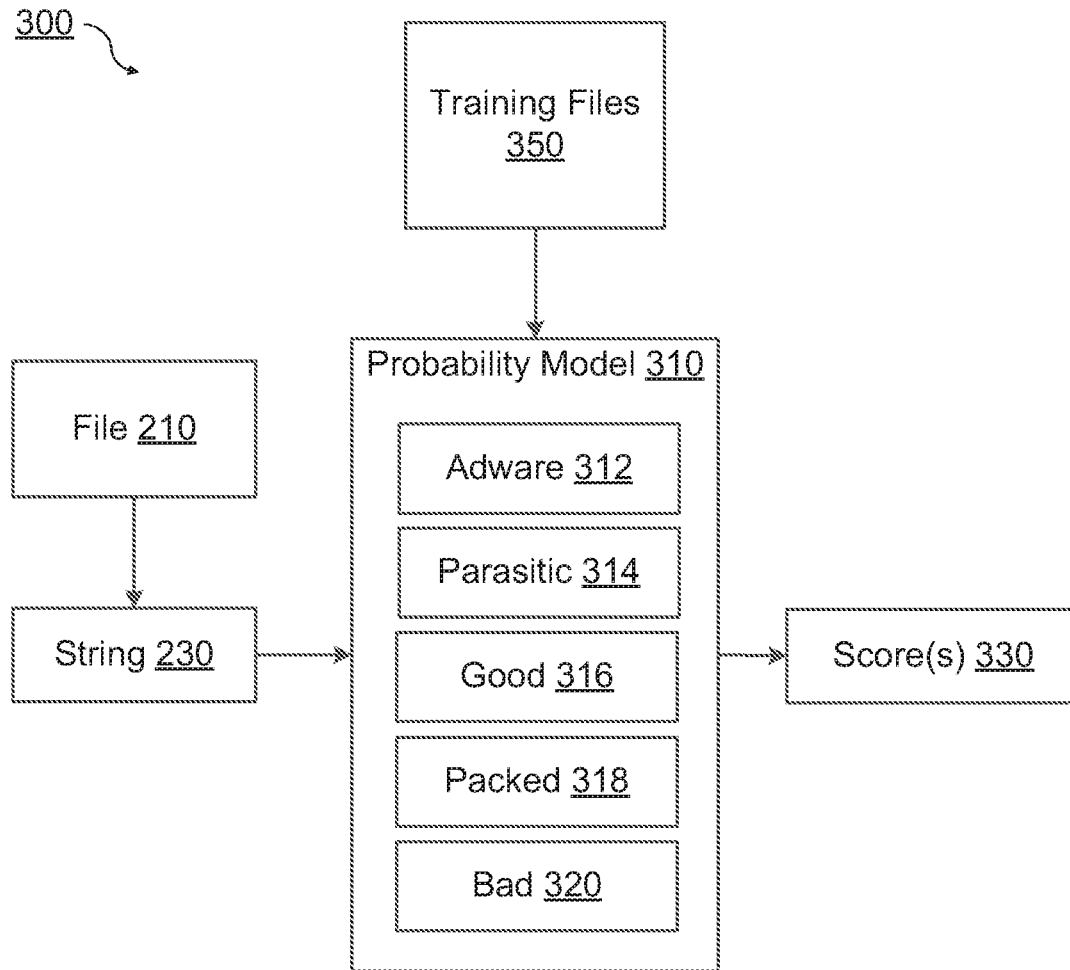 300
Training Files
350
Probability Model 310
File 210
Adware 312
Parasitic 314
String 230
Good 316
Score(s) 330
Packed 318
Bad 320